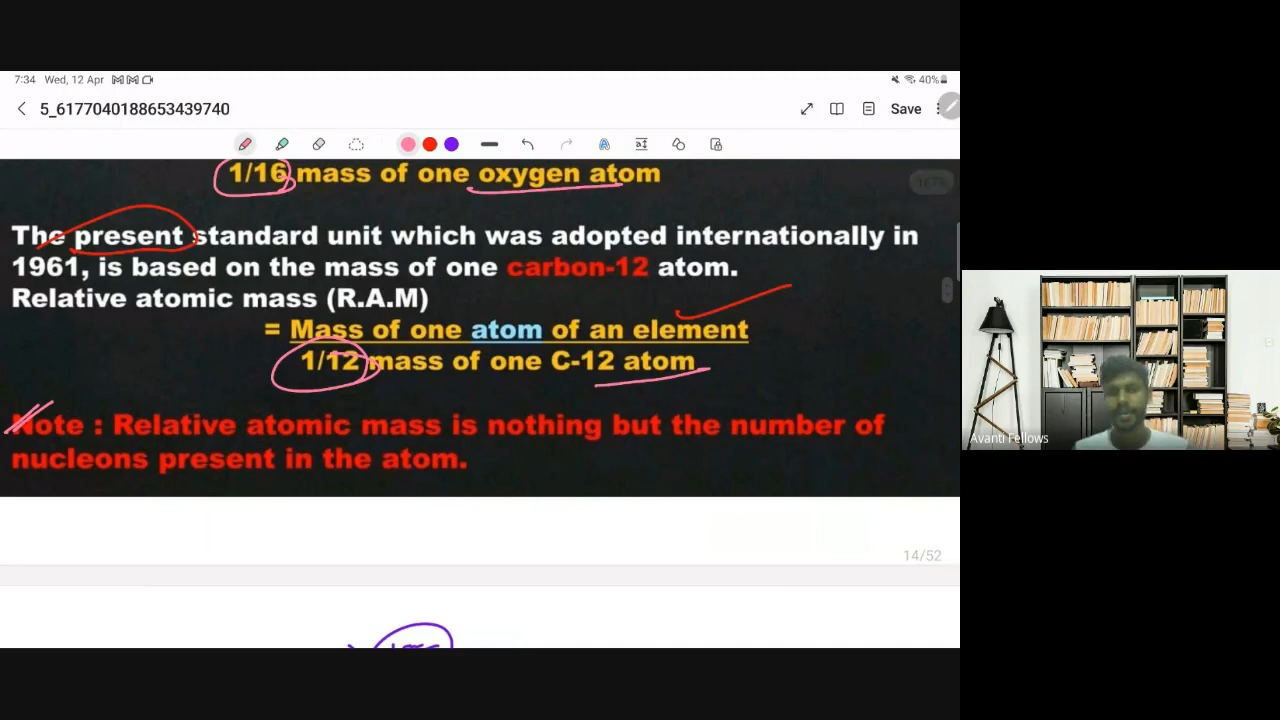 7:34 Wed, 12 Apr
40%
5_6177040188653439740
Save
1/16 mass of one oxygen atom
167%
The present standard unit which was adopted internationally in
1961, is based on the mass of one carbon-12 atom.
Relative atomic mass (R.A.M)
= Mass of one atom of an element
1/12 mass of one C-12 atom
Note : Relative atomic mass is nothing but the number of
nucleons present in the atom.
14/52
Avanti Fellows